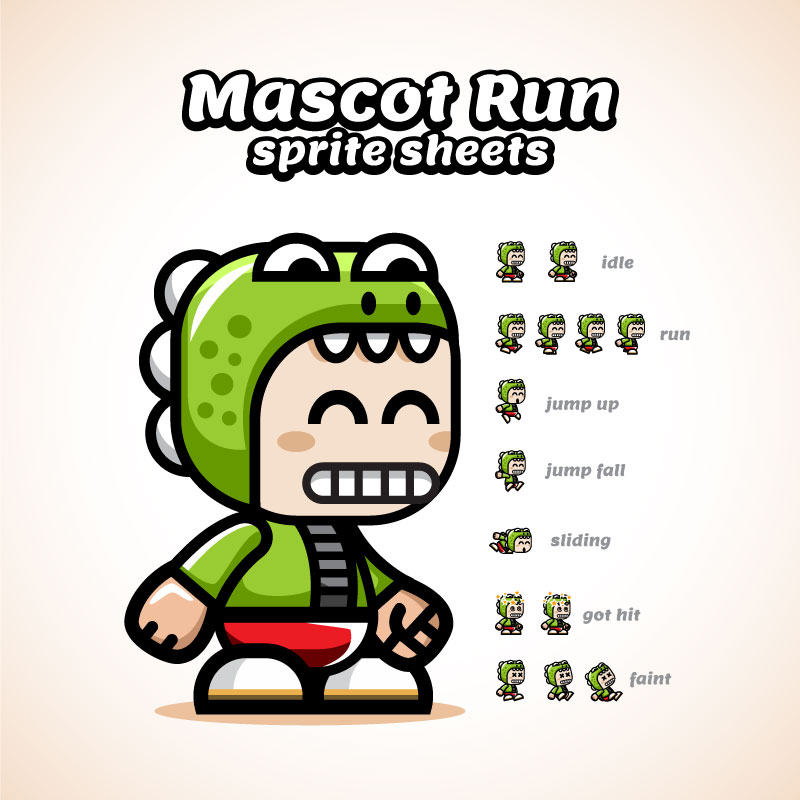 Mascot Run
sprite sheets
idle
run
jump up
jump fall
sliding
got hit
faint